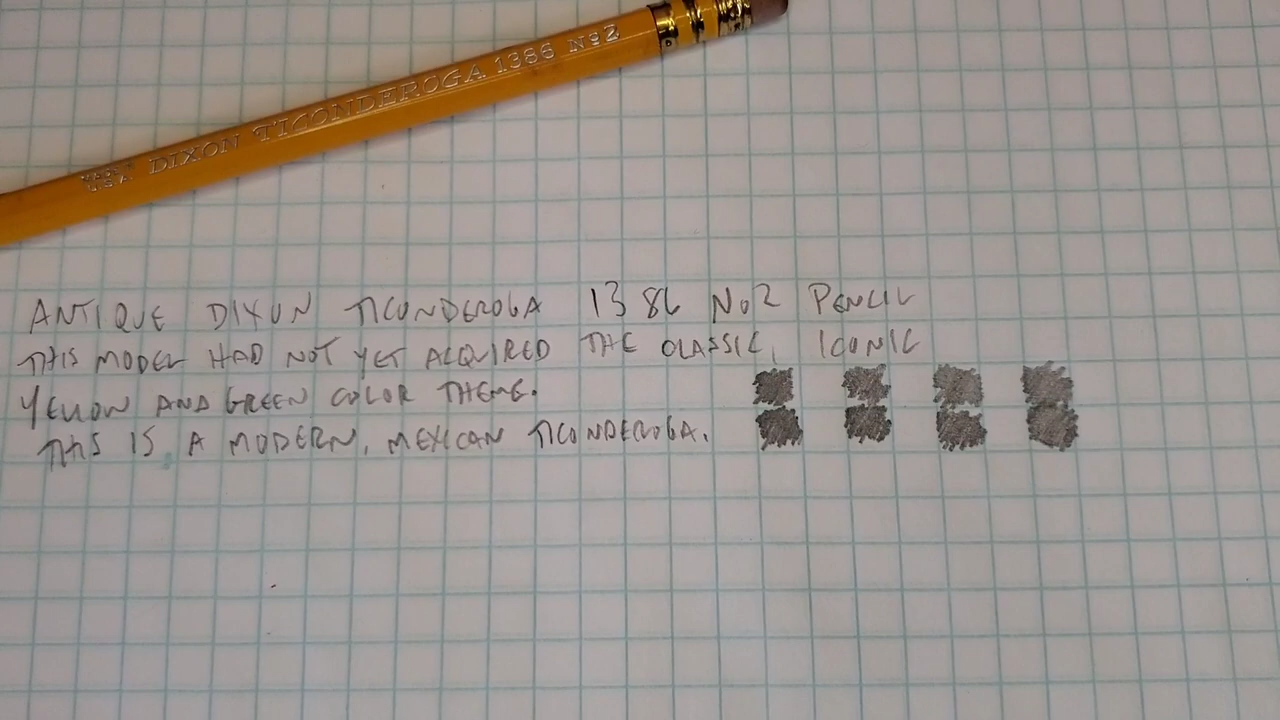 MADE IN USA DIXON TICONDEROGA 1386 Nº2
ANTIQUE DIXON TICONDEROGA 1386 No2 PENCIL
THIS MODEL HAD NOT YET ACQUIRED THE CLASSIC, ICONIC
YELLOW AND GREEN COLOR THEME.
THIS IS A MODERN, MEXICAN TICONDEROGA.